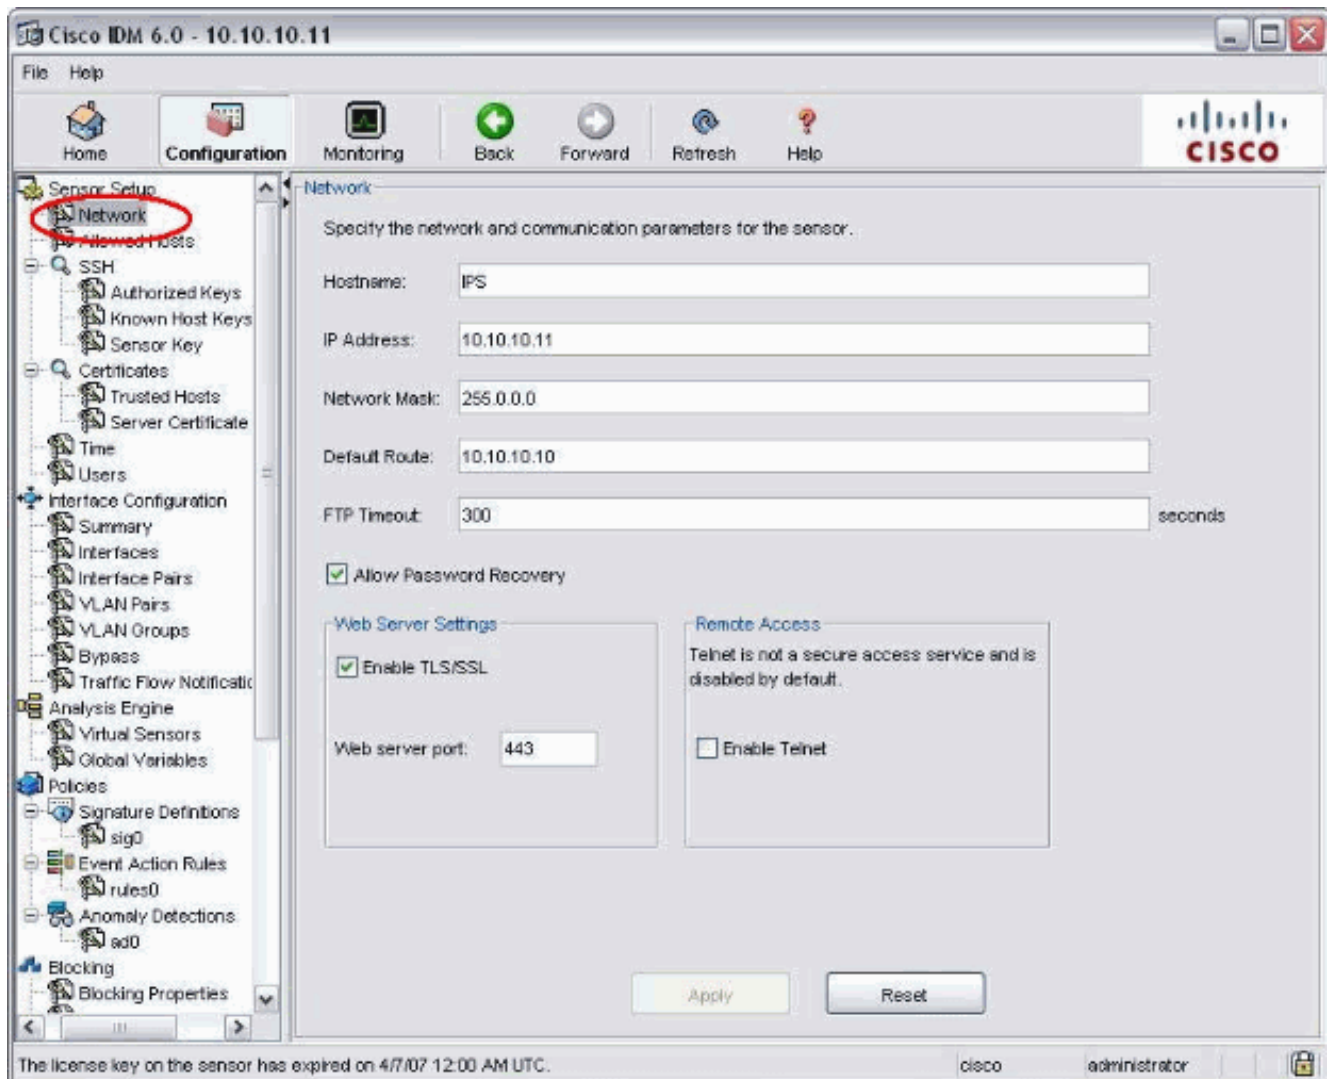 Cisco IDM 6.0 - 10.10.10.11
File Help
Home Configuration Monitoring Back Forward Refresh Help
CISCO
Sensor Setup
Network
Allowed Hosts
SSH
Authorized Keys
Known Host Keys
Sensor Key
Certificates
Trusted Hosts
Server Certificate
Time
Users
Interface Configuration
Summary
Interfaces
Interface Pairs
VLAN Pairs
VLAN Groups
Bypass
Traffic Flow Notificatic
Analysis Engine
Virtual Sensors
Global Variables
Policies
Signature Definitions
sig0
Event Action Rules
rules0
Anomaly Detections
ad0
Blocking
Blocking Properties
Network
Specify the network and communication parameters for the sensor.
Hostname: IPS
IP Address: 10.10.10.11
Network Mask: 255.0.0.0
Default Route: 10.10.10.10
FTP Timeout: 300 seconds
Allow Password Recovery
Web Server Settings
Enable TLS/SSL
Web server port: 443
Remote Access
Telnet is not a secure access service and is
disabled by default.
Enable Telnet
Apply Reset
The license key on the sensor has expired on 4/7/07 12:00 AM UTC. cisco administrator